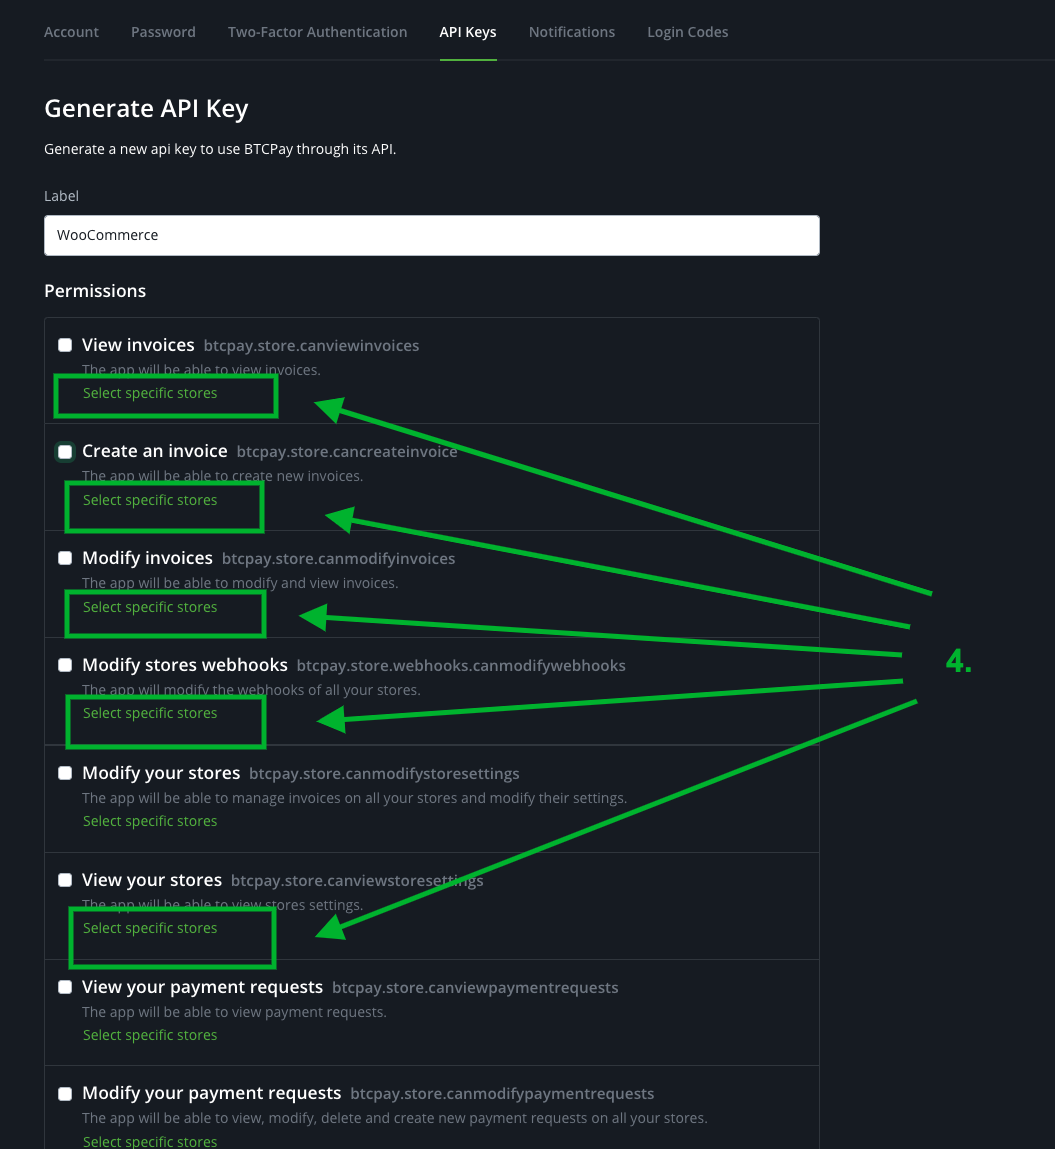 Account Password Two-Factor Authentication API Keys Notifications Login Codes
Generate API Key
Generate a new api key to use BTCPay through its API.
Label
WooCommerce
Permissions
View invoices btcpay.store.canviewinvoices
The app will be able to view invoices.
Select specific stores
Create an invoice btcpay.store.cancreateinvoice
The app will be able to create new invoices.
Select specific stores
Modify invoices btcpay.store.canmodifyinvoices
The app will be able to modify and view invoices.
Select specific stores
4.
Modify stores webhooks btcpay.store.webhooks.canmodifywebhooks
The app will modify the webhooks of all your stores.
Select specific stores
Modify your stores btcpay.store.canmodifystoresettings
The app will be able to manage invoices on all your stores and modify their settings.
Select specific stores
View your stores btcpay.store.canviewstoresettings
The app will be able to view stores settings.
Select specific stores
View your payment requests btcpay.store.canviewpaymentrequests
The app will be able to view payment requests.
Select specific stores
Modify your payment requests btcpay.store.canmodifypaymentrequests
The app will be able to view, modify, delete and create new payment requests on all your stores.
Select specific stores